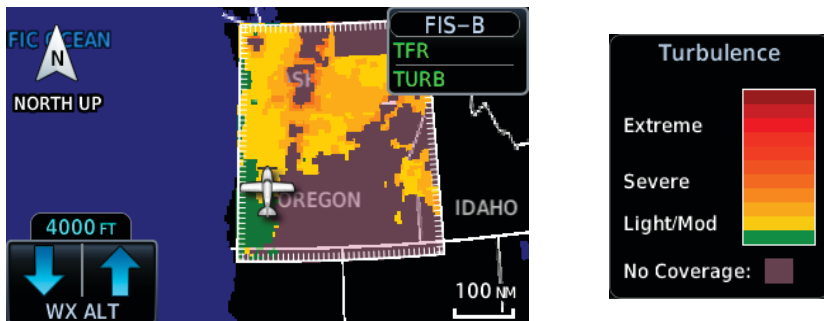 FIC OCEAN
N
NORTH UP
FIS-B
TFR
TURB
OREGON
IDAHO
4000 FT
WX ALT
100 NM
Turbulence
Extreme
Severe
Light/Mod
No Coverage: